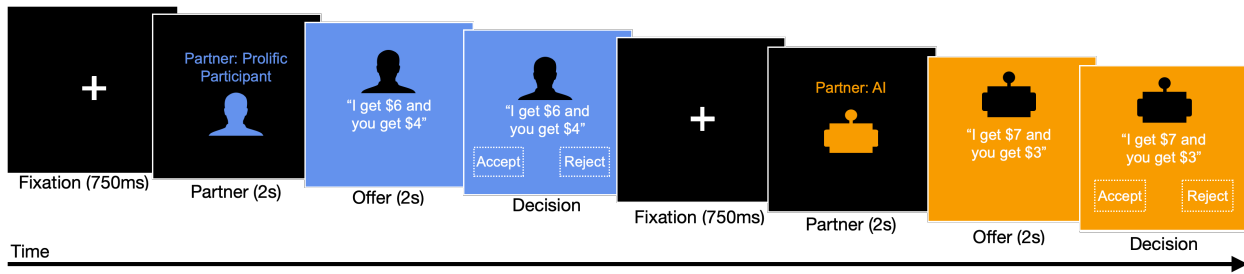 +
Fixation (750ms)
Partner: Prolific
Participant
Partner (2s)
“I get $6 and
you get $4”
Offer (2s)
“I get $6 and
you get $4”
Accept
Reject
Decision
+
Fixation (750ms)
Partner: AI
Partner (2s)
“I get $7 and
you get $3”
Offer (2s)
“I get $7 and
you get $3”
Accept
Reject
Decision
Time